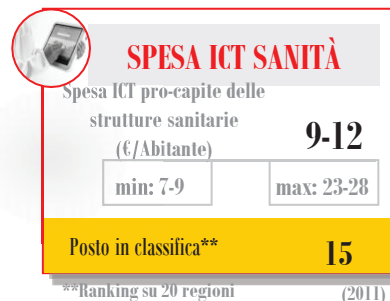 SPESA ICT SANITÀ
Spesa ICT pro-capite delle
strutture sanitarie
(€/Abitante)
9-12
min: 7-9
max: 23-28
Posto in classifica**
15
**Ranking su 20 regioni
(2011)